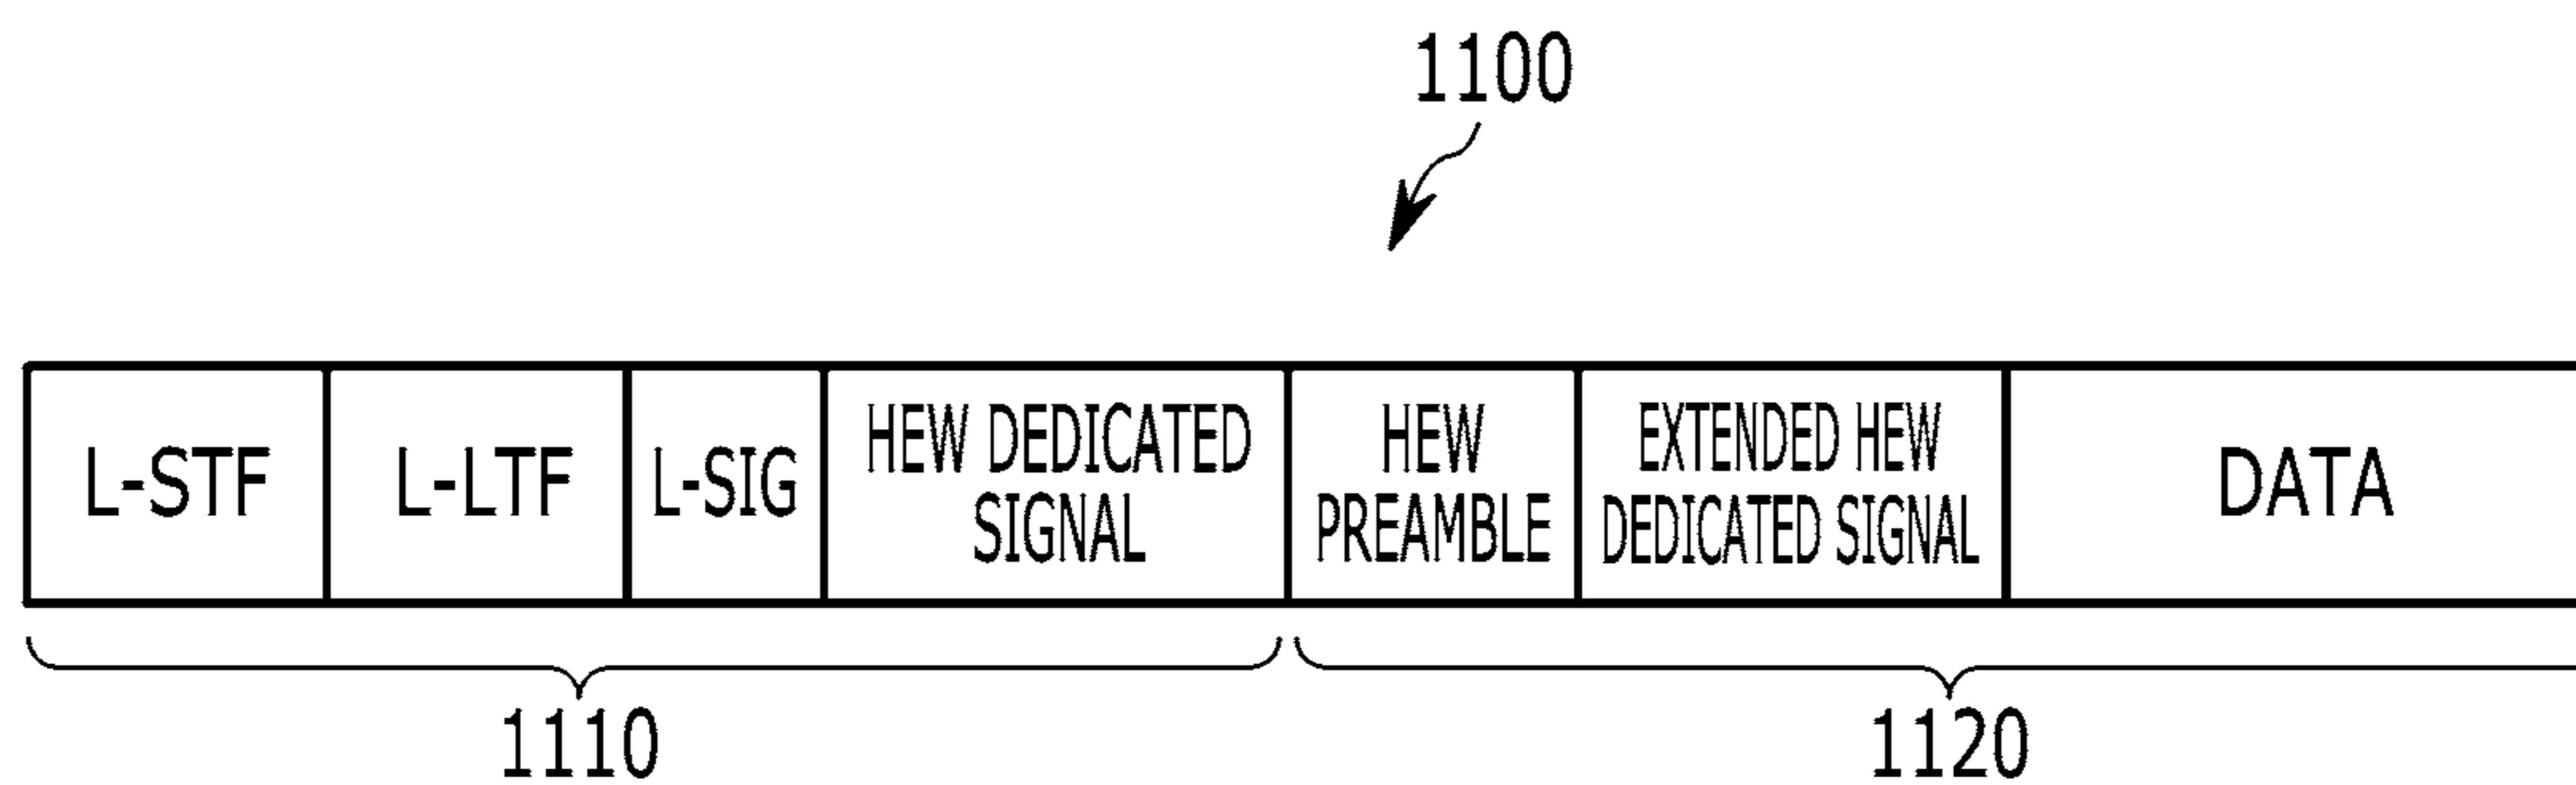 1100
L-STF
L-LTF
L-SIG
HEW DEDICATED
SIGNAL
HEW
PREAMBLE
EXTENDED HEW
DEDICATED SIGNAL
DATA
1110
1120